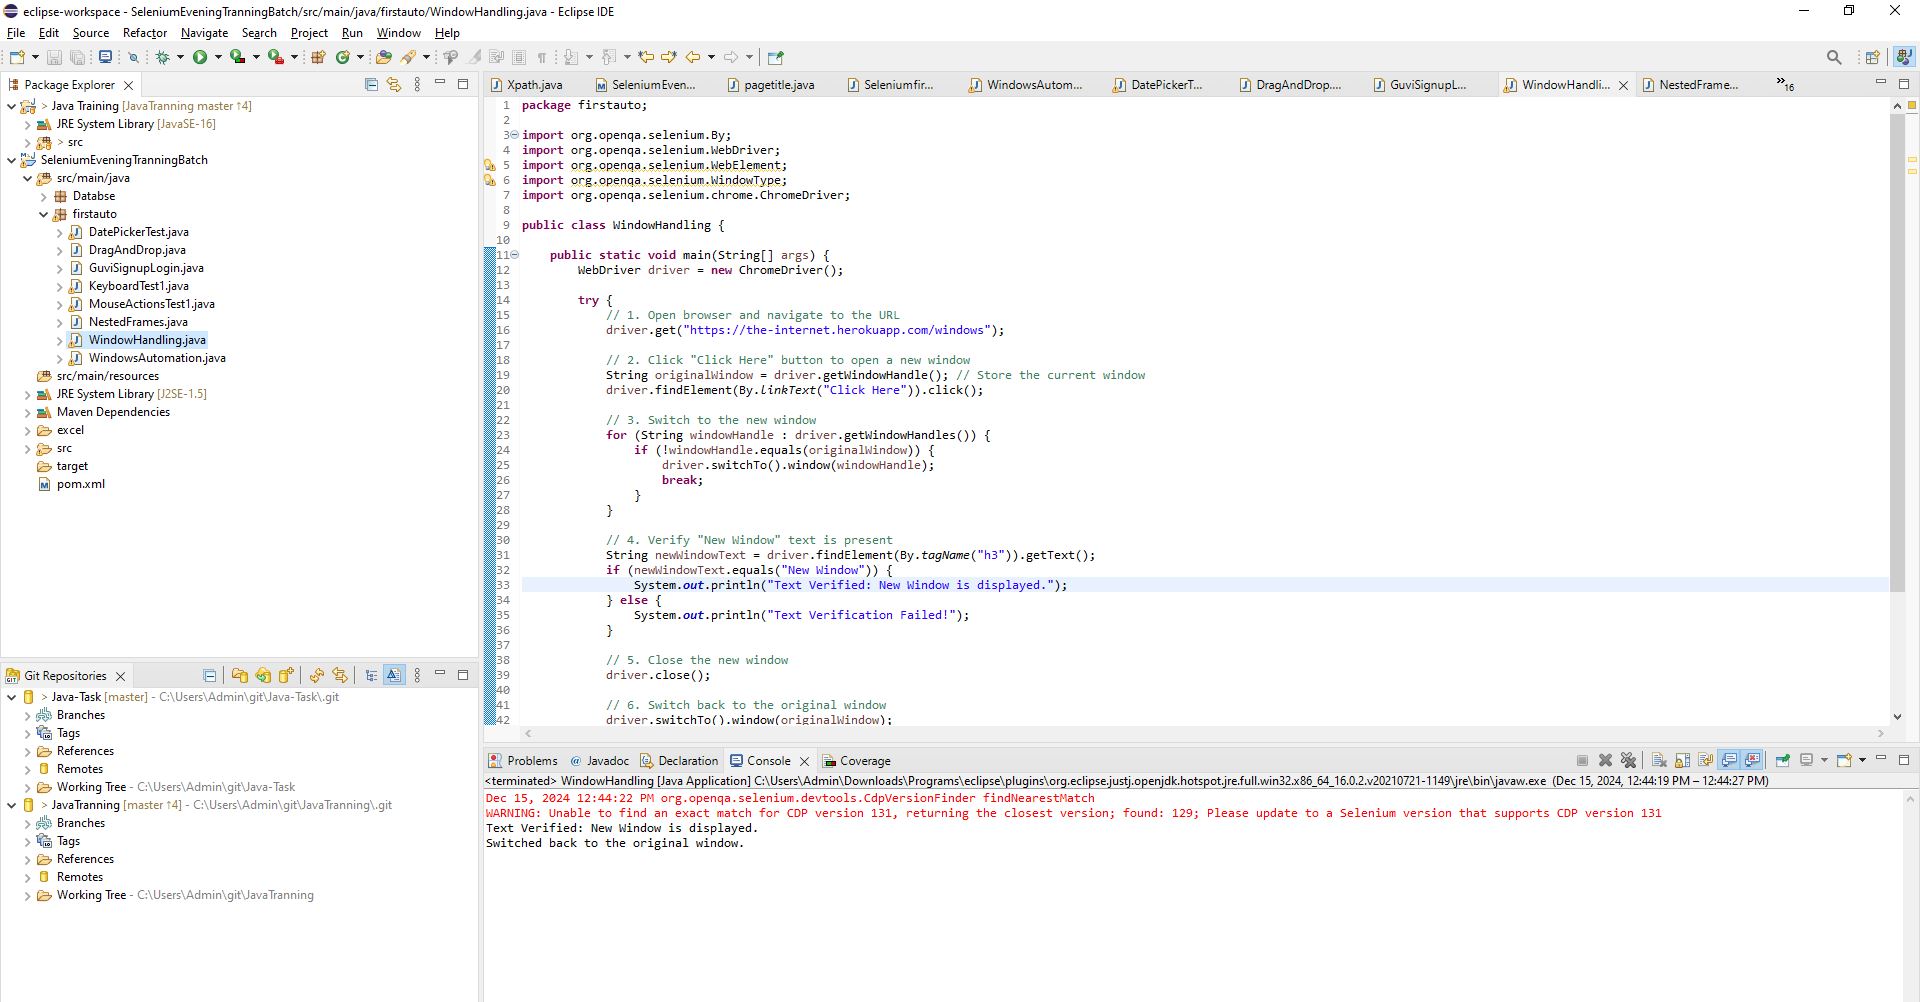 eclipse-workspace - SeleniumEveningTranningBatch/src/main/java/firstauto/WindowHandling.java - Eclipse IDE
File Edit Source Refactor Navigate Search Project Run Window Help
Package Explorer
> Java Training [JavaTranning master ↑4]
JRE System Library [JavaSE-16]
> src
SeleniumEveningTranningBatch
src/main/java
Databse
firstauto
DatePickerTest.java
DragAndDrop.java
GuviSignupLogin.java
KeyboardTest1.java
MouseActionsTest1.java
NestedFrames.java
WindowHandling.java
WindowsAutomation.java
src/main/resources
JRE System Library [J2SE-1.5]
Maven Dependencies
excel
src
target
pom.xml
Git Repositories
> Java-Task [master] - C:\Users\Admin\git\Java-Task\.git
Branches
Tags
References
Remotes
Working Tree - C:\Users\Admin\git\Java-Task
> JavaTranning [master ↑4] - C:\Users\Admin\git\JavaTranning\.git
Branches
Tags
References
Remotes
Working Tree - C:\Users\Admin\git\JavaTranning
Xpath.java SeleniumEven... pagetitle.java Seleniumfir... WindowsAutom... DatePickerT... DragAndDrop.... GuviSignupL... WindowHandli... NestedFrame... »16
1 package firstauto;
2
3 import org.openqa.selenium.By;
4 import org.openqa.selenium.WebDriver;
5 import org.openqa.selenium.WebElement;
6 import org.openqa.selenium.WindowType;
7 import org.openqa.selenium.chrome.ChromeDriver;
8
9 public class WindowHandling {
10
11 public static void main(String[] args) {
12 WebDriver driver = new ChromeDriver();
13
14 try {
15 // 1. Open browser and navigate to the URL
16 driver.get("https://the-internet.herokuapp.com/windows");
17
18 // 2. Click "Click Here" button to open a new window
19 String originalWindow = driver.getWindowHandle(); // Store the current window
20 driver.findElement(By.linkText("Click Here")).click();
21
22 // 3. Switch to the new window
23 for (String windowHandle : driver.getWindowHandles()) {
24 if (!windowHandle.equals(originalWindow)) {
25 driver.switchTo().window(windowHandle);
26 break;
27 }
28 }
29
30 // 4. Verify "New Window" text is present
31 String newWindowText = driver.findElement(By.tagName("h3")).getText();
32 if (newWindowText.equals("New Window")) {
33 System.out.println("Text Verified: New Window is displayed.");
34 } else {
35 System.out.println("Text Verification Failed!");
36 }
37
38 // 5. Close the new window
39 driver.close();
40
41 // 6. Switch back to the original window
42 driver.switchTo().window(originalWindow);
Problems @ Javadoc Declaration Console Coverage
<terminated> WindowHandling [Java Application] C:\Users\Admin\Downloads\Programs\eclipse\plugins\org.eclipse.justj.openjdk.hotspot.jre.full.win32.x86_64_16.0.2.v20210721-1149\jre\bin\javaw.exe (Dec 15, 2024, 12:44:19 PM – 12:44:27 PM)
Dec 15, 2024 12:44:22 PM org.openqa.selenium.devtools.CdpVersionFinder findNearestMatch
WARNING: Unable to find an exact match for CDP version 131, returning the closest version; found: 129; Please update to a Selenium version that supports CDP version 131
Text Verified: New Window is displayed.
Switched back to the original window.